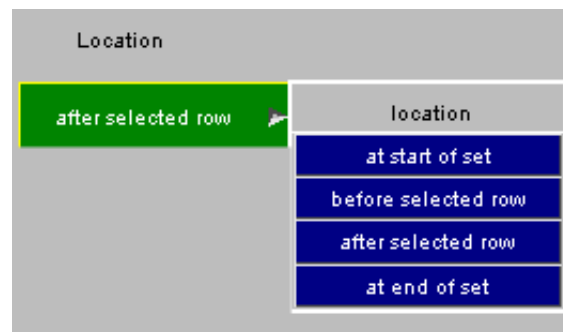 Location
after selected row
location
at start of set
before selected row
after selected row
at end of set